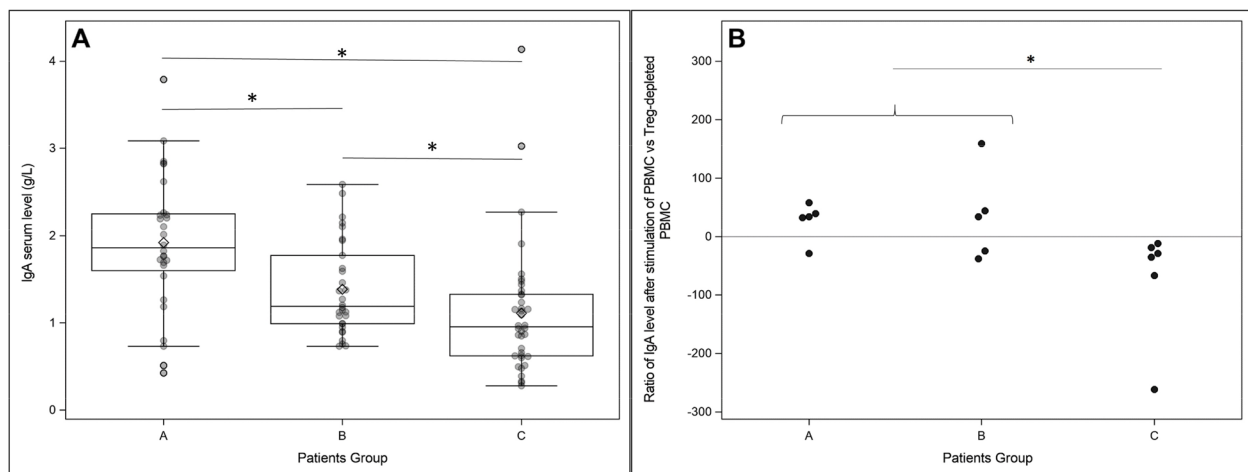 A
*
*
*
IgA serum level (g/L)
4
3
2
1
0
A B C
Patients Group
B
*
Ratio of IgA level after stimulation of PBMC vs Treg-depleted
PBMC
300
200
100
0
-100
-200
-300
A B C
Patients Group